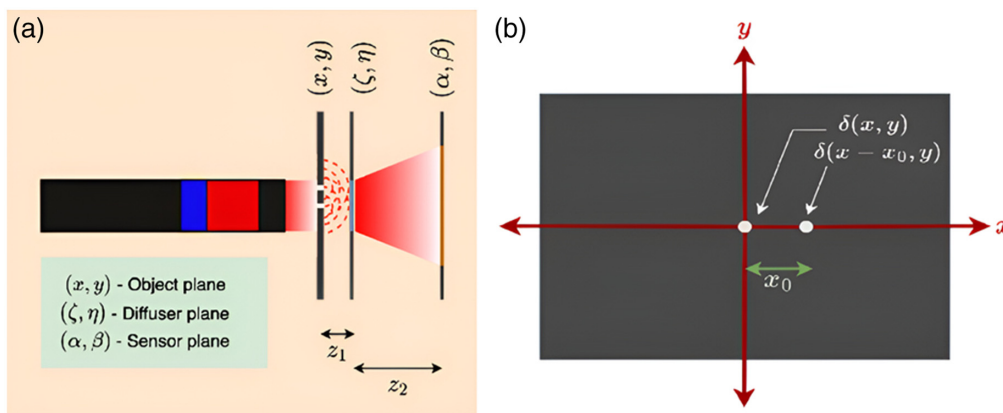 (a)
(x, y)
(ζ, η)
(α, β)
(x, y) - Object plane
(ζ, η) - Diffuser plane
(α, β) - Sensor plane
z₁
z₂
(b)
y
δ(x, y)
δ(x − x₀, y)
x
x₀